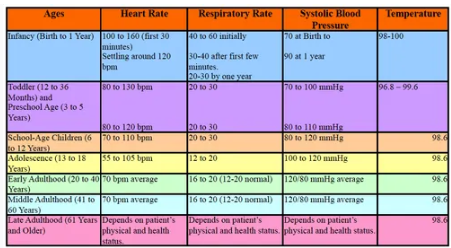 Ages Heart Rate Respiratory Rate Systolic Blood Pressure Temperature
Infancy (Birth to 1 Year) 100 to 160 (first 30 minutes) Settling around 120 bpm 40 to 60 initially 30-40 after first few minutes. 20-30 by one year 70 at Birth to 90 at 1 year 98-100
Toddler (12 to 36 Months) and Preschool Age (3 to 5 Years) 80 to 130 bpm 80 to 120 bpm 20 to 30 20 to 30 70 to 100 mmHg 80 to 110 mmHg 96.8 – 99.6
School-Age Children (6 to 12 Years) 70 to 110 bpm 20 to 30 80 to 120 mmHg 98.6
Adolescence (13 to 18 Years) 55 to 105 bpm 12 to 20 100 to 120 mmHg 98.6
Early Adulthood (20 to 40 Years) 70 bpm average 16 to 20 (12-20 normal) 120/80 mmHg average 98.6
Middle Adulthood (41 to 60 Years) 70 bpm average 16 to 20 (12-20 normal) 120/80 mmHg average 98.6
Late Adulthood (61 Years and Older) Depends on patient's physical and health status. Depends on patient's physical and health status. Depends on patient's physical and health status. 98.6